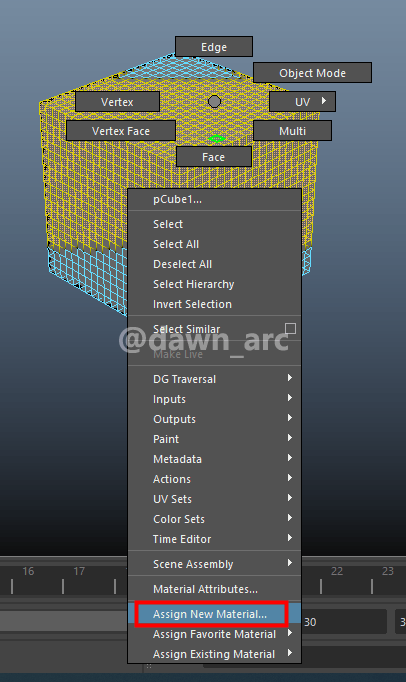 Edge
Object Mode
Vertex
UV
Vertex Face
Multi
Face
pCube1...
Select
Select All
Deselect All
Select Hierarchy
Invert Selection
Select Similar
@dawn_arc
Make Live
DG Traversal
Inputs
Outputs
Paint
Metadata
Actions
UV Sets
Color Sets
Time Editor
Scene Assembly
16 17 22 23
Material Attributes...
Assign New Material...
30 3
Assign Favorite Material
Assign Existing Material